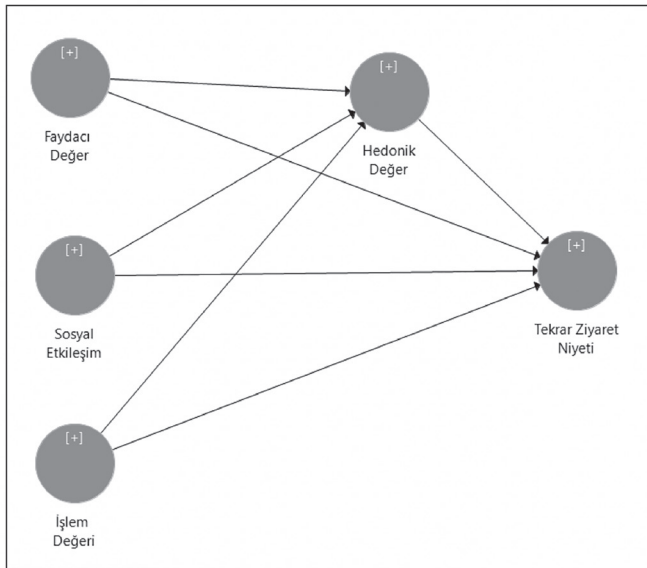 [+]
Faydacı
Değer
[+]
Hedonik
Değer
[+]
Sosyal
Etkileşim
[+]
Tekrar Ziyaret
Niyeti
[+]
İşlem
Değeri